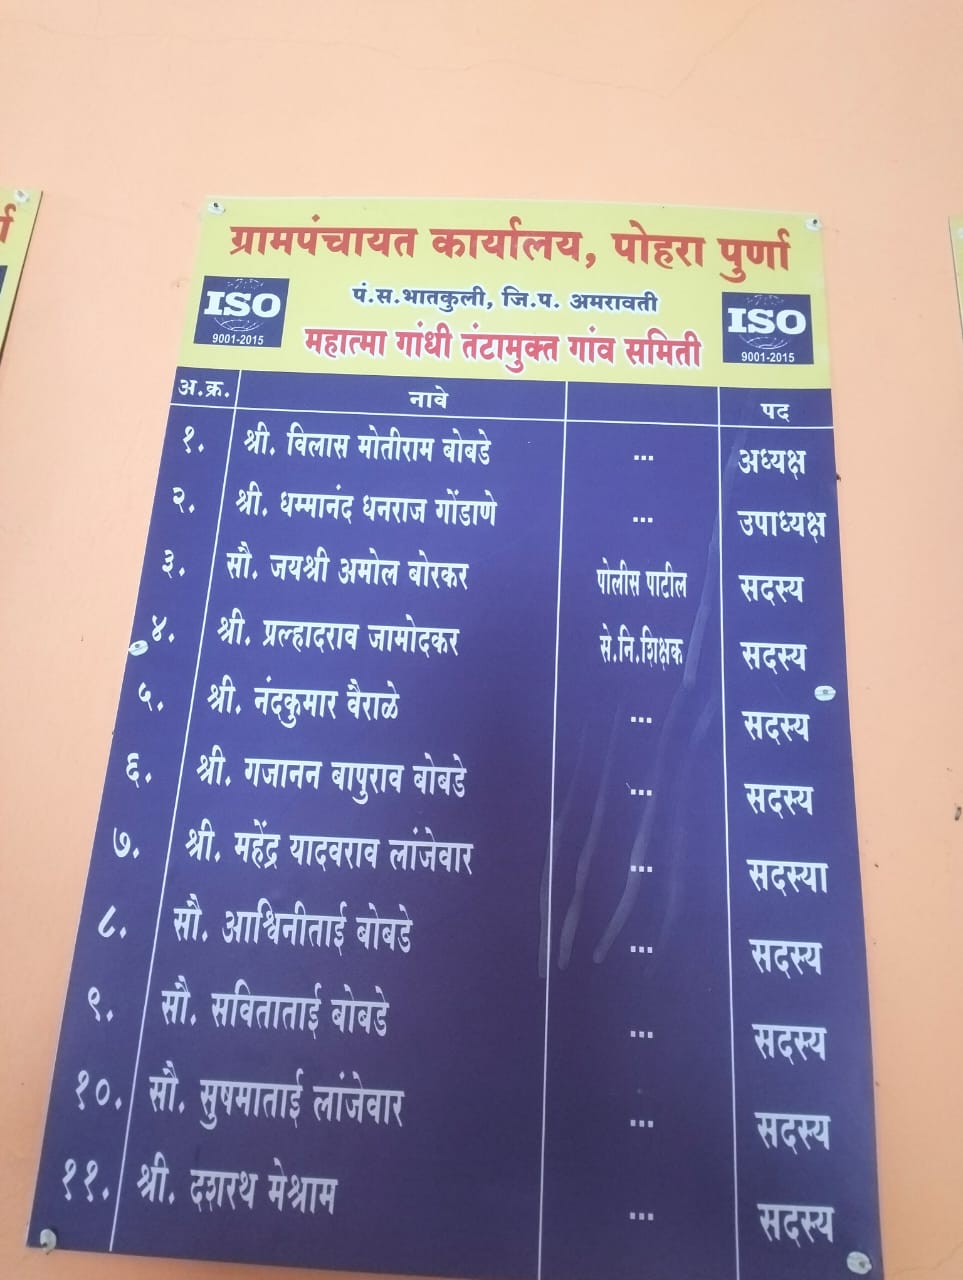 ग्रामपंचायत कार्यालय, पोहरा पुर्णा
पं.स.भातकुली, जि.प. अमरावती
ISO
9001-2015
ISO
9001-2015
महात्मा गांधी तंटामुक्त गांव समिती
अ.क्र. नावे पद
१. श्री. विलास मोतीराम बोबडे ... अध्यक्ष
२. श्री. धम्मानंद धनराज गोंडाणे ... उपाध्यक्ष
३. सौ. जयश्री अमोल बोरकर पोलीस पाटील सदस्य
४. श्री. प्रल्हादराव जामोदकर से.नि.शिक्षक सदस्य
५. श्री. नंदकुमार वैराळे ... सदस्य
६. श्री. गजानन बापुराव बोबडे ... सदस्य
७. श्री. महेंद्र यादवराव लांजेवार ... सदस्या
८. सौ. आश्विनीताई बोबडे ... सदस्य
९. सौ. सविताताई बोबडे ... सदस्य
१०. सौ. सुषमाताई लांजेवार ... सदस्य
११. श्री. दशरथ मेश्राम ... सदस्य